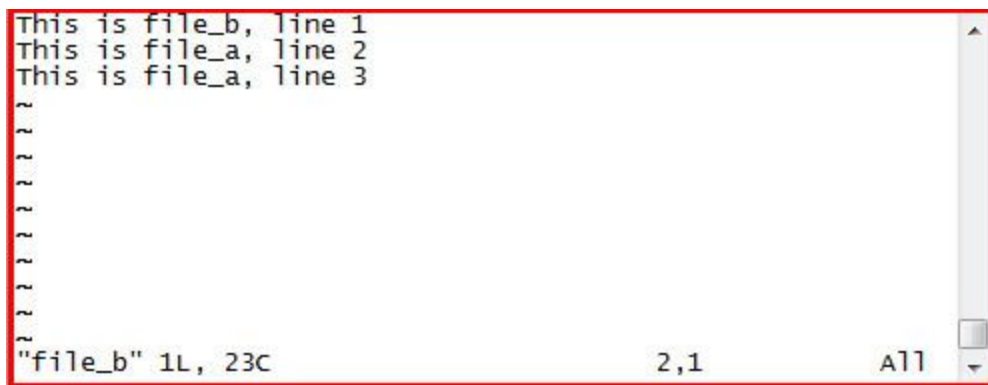 This is file_b, line 1
This is file_a, line 2
This is file_a, line 3
~
~
~
~
~
~
~
~
~
~
"file_b" 1L, 23C 2,1 All